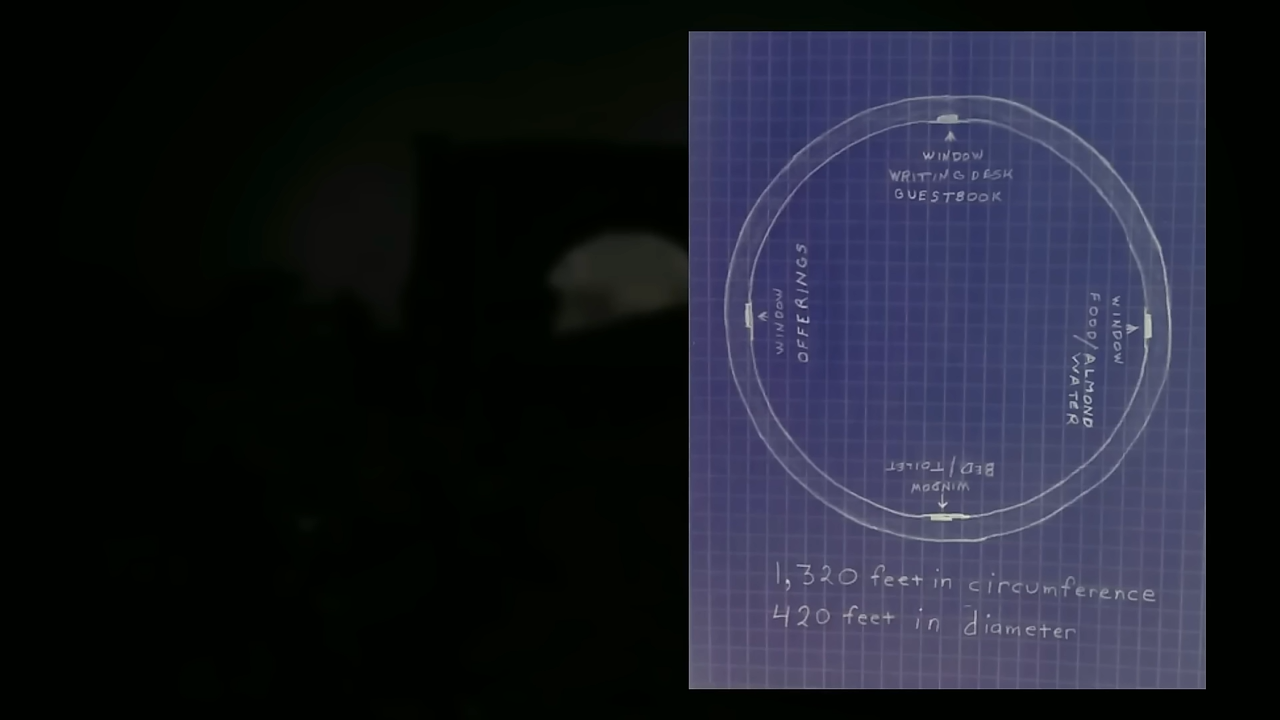 WINDOW
WRITING DESK
GUESTBOOK
WINDOW
OFFERINGS
WINDOW
FOOD/ALMOND
WATER
BED/TOILET
WINDOW
1,320 feet in circumference
420 feet in diameter